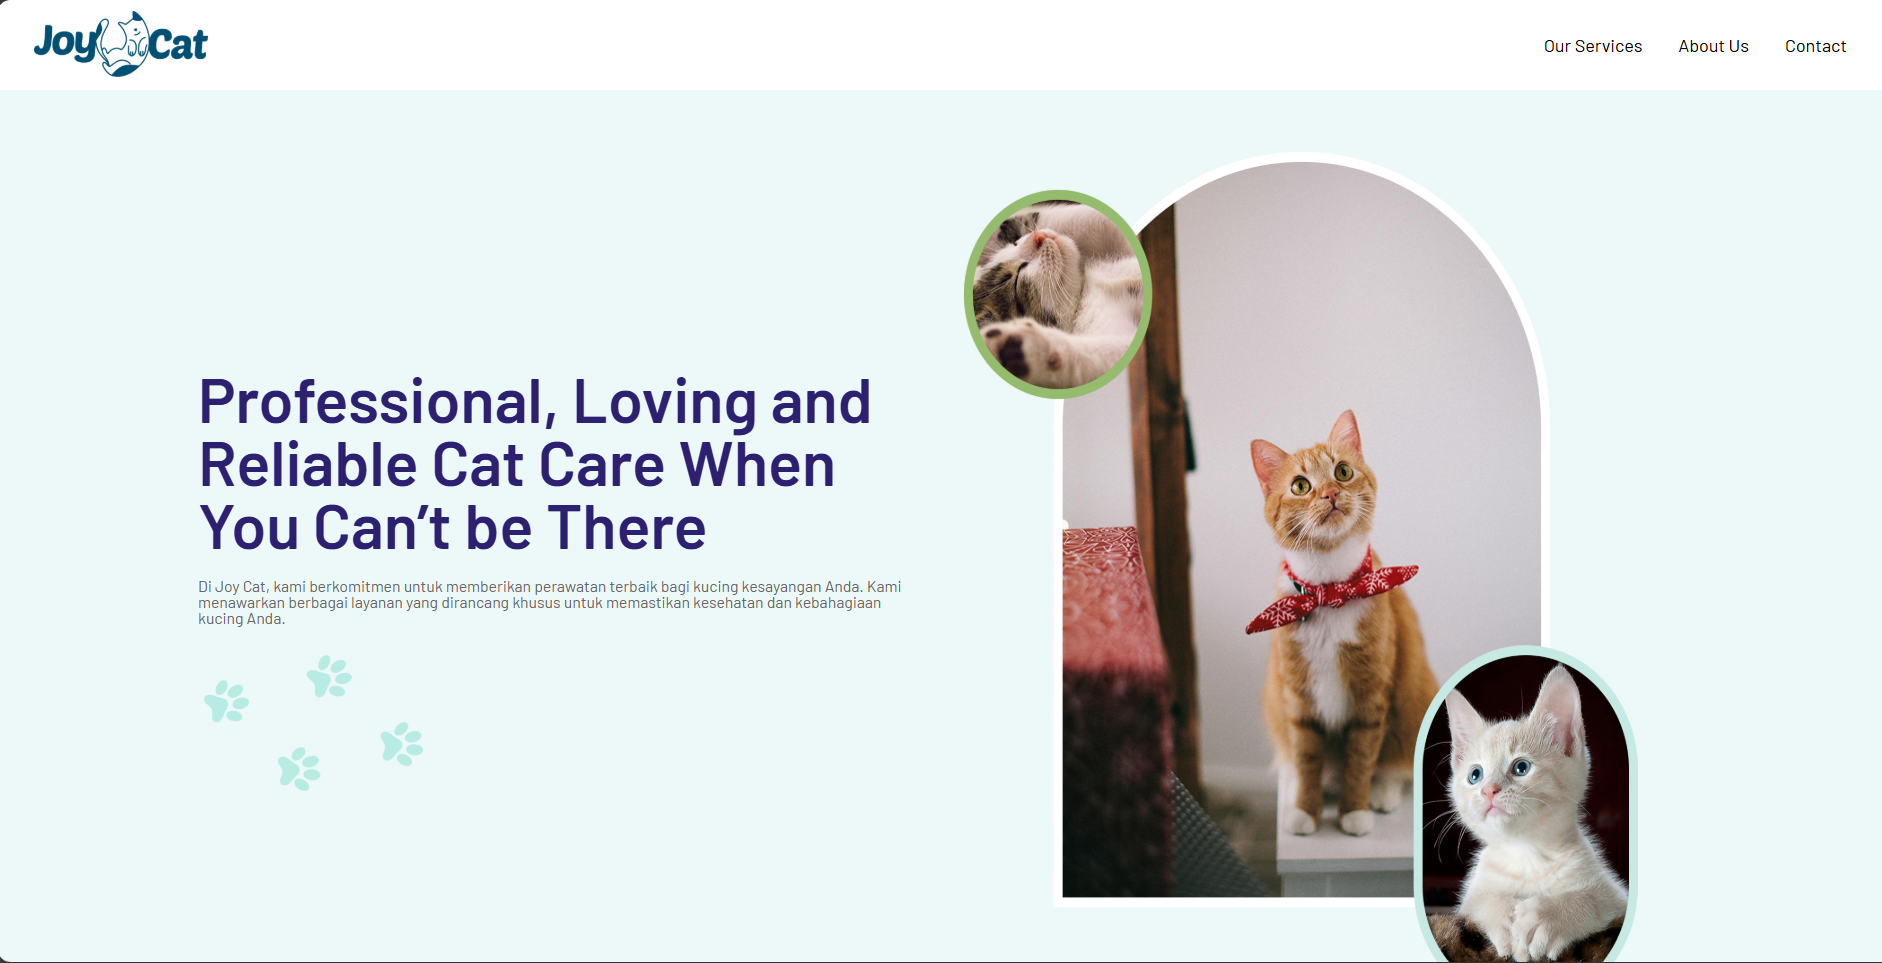 Joy Cat
Our Services
About Us
Contact
Professional, Loving and
Reliable Cat Care When
You Can’t be There
Di Joy Cat, kami berkomitmen untuk memberikan perawatan terbaik bagi kucing kesayangan Anda. Kami
menawarkan berbagai layanan yang dirancang khusus untuk memastikan kesehatan dan kebahagiaan
kucing Anda.